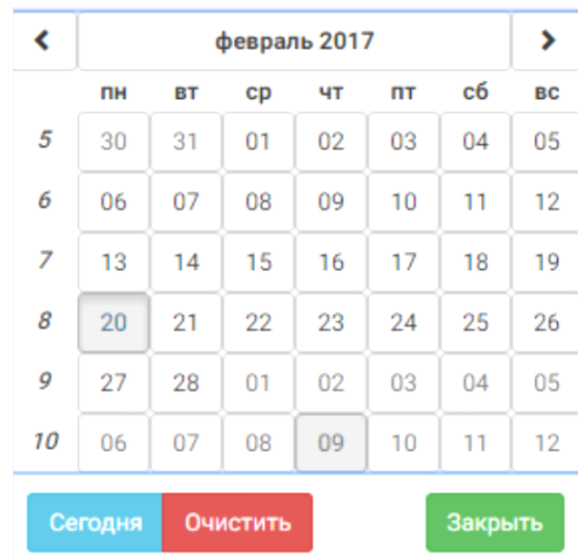 февраль 2017
пн вт ср чт пт сб вс
5 30 31 01 02 03 04 05
6 06 07 08 09 10 11 12
7 13 14 15 16 17 18 19
8 20 21 22 23 24 25 26
9 27 28 01 02 03 04 05
10 06 07 08 09 10 11 12
Сегодня Очистить Закрыть